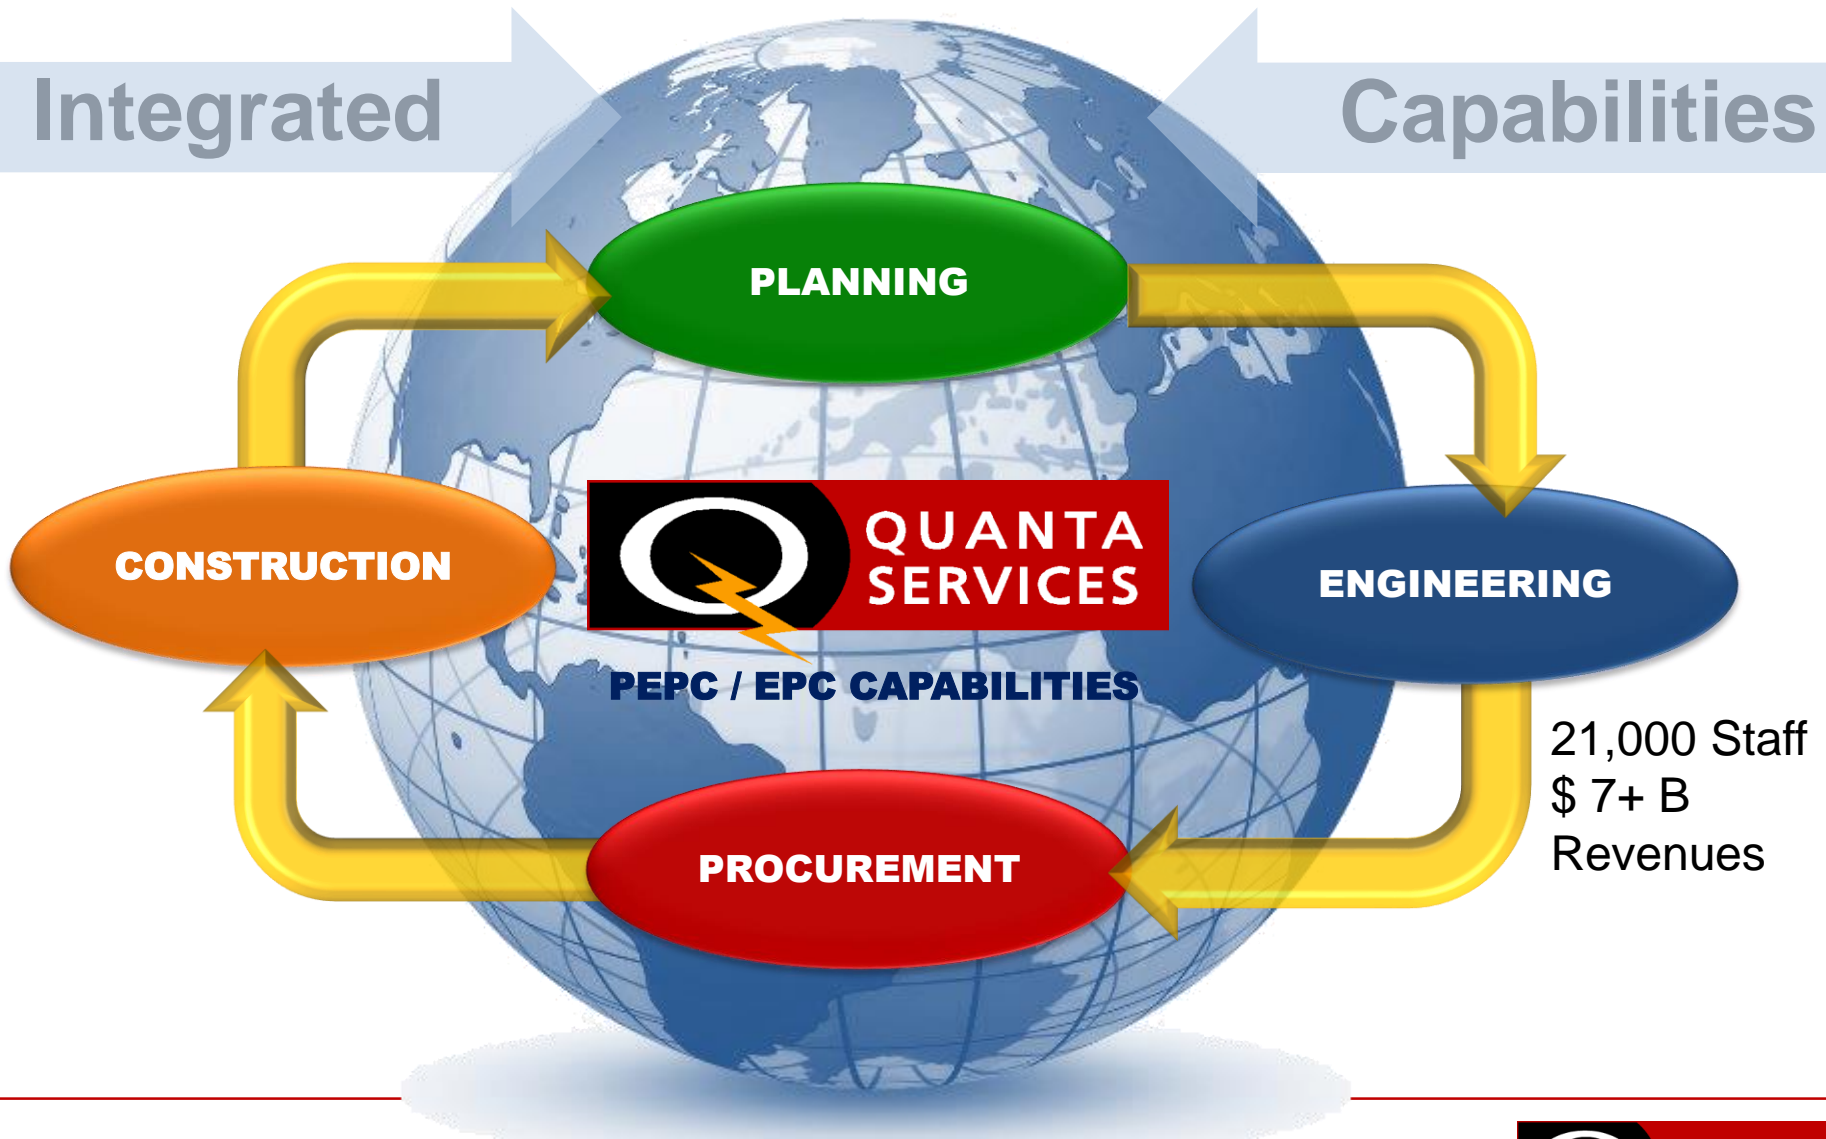 Integrated
Capabilities
PLANNING
CONSTRUCTION
QUANTA
SERVICES
ENGINEERING
PEPC / EPC CAPABILITIES
21,000 Staff
$ 7+ B
Revenues
PROCUREMENT